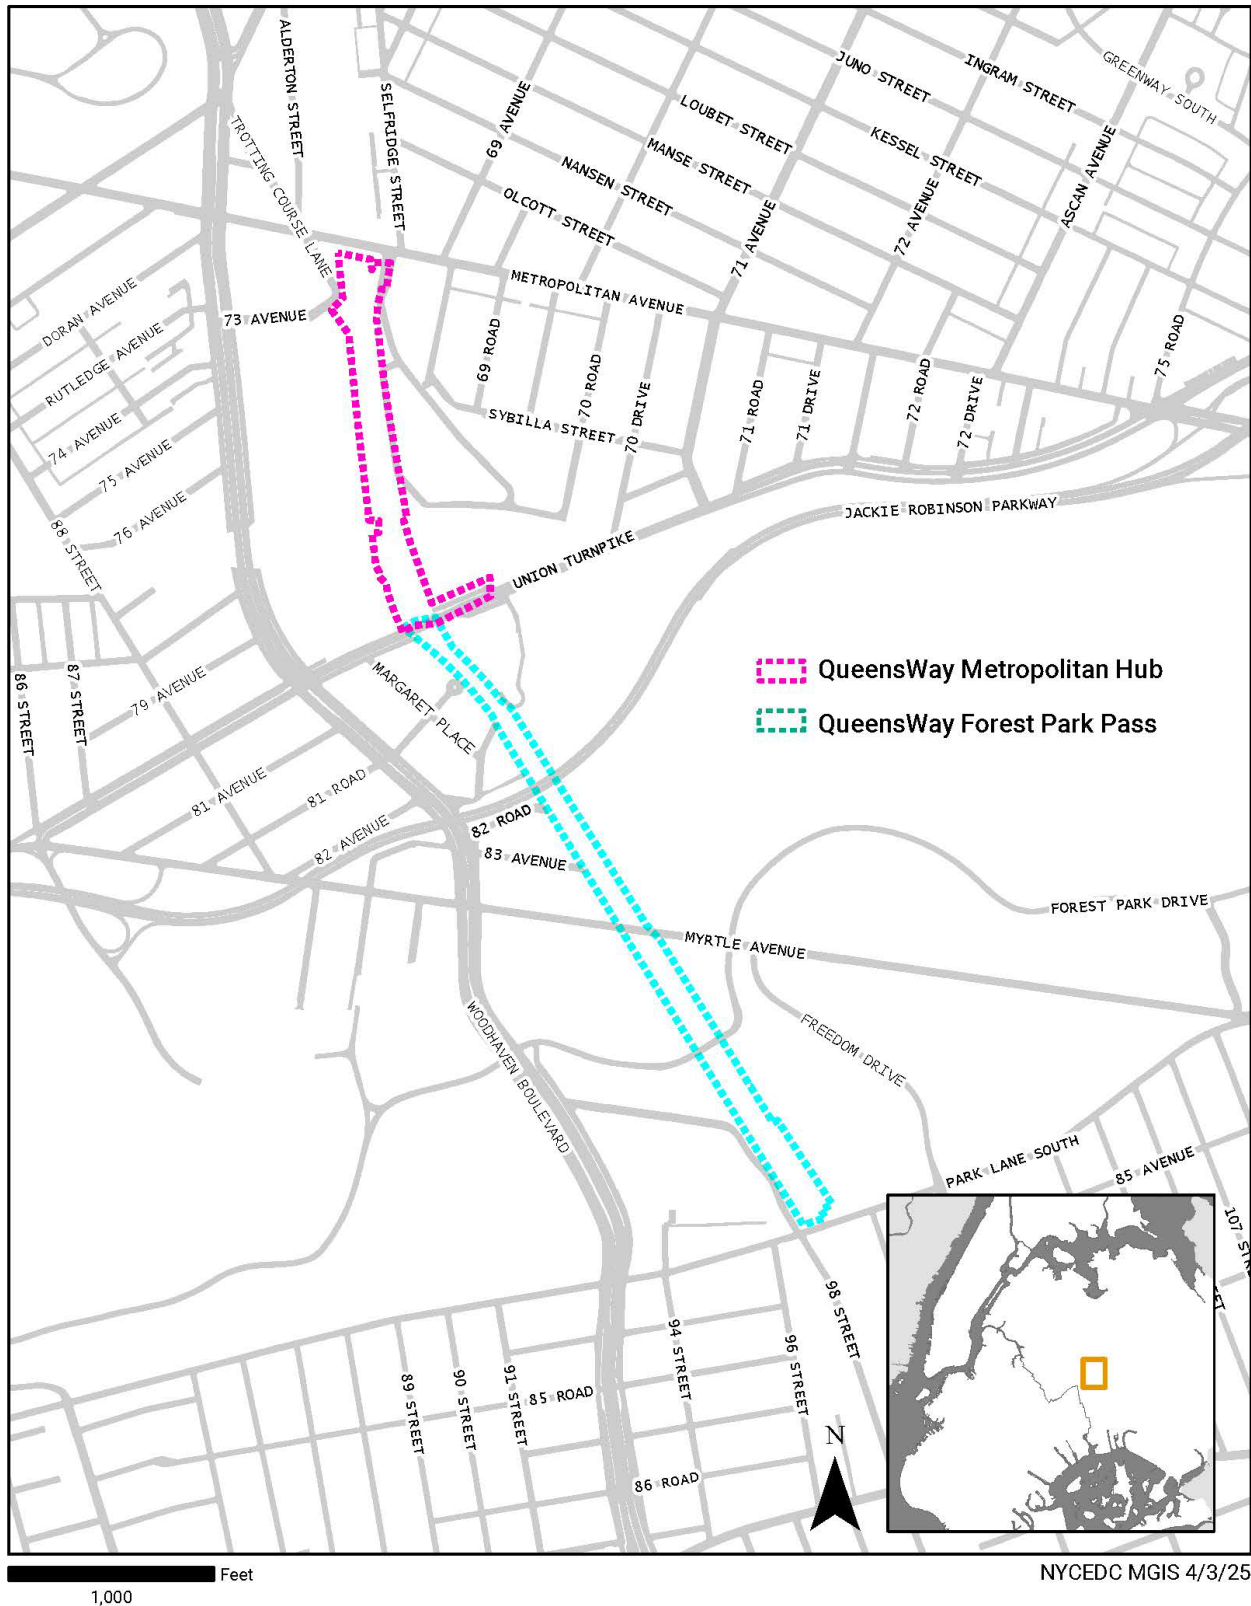 ALDERTON STREET
SELFRIDGE STREET
TROTTING COURSE LANE
69 AVENUE
JUNO STREET
INGRAM STREET
GREENWAY SOUTH
LOUBET STREET
KESSEL STREET
MANSE STREET
NANSEN STREET
OLCOTT STREET
71 AVENUE
72 AVENUE
ASCAN AVENUE
METROPOLITAN AVENUE
DORAN AVENUE
RUTLEDGE AVENUE
73 AVENUE
74 AVENUE
75 AVENUE
76 AVENUE
88 STREET
69 ROAD
70 ROAD
70 DRIVE
SYBILLA STREET
71 ROAD
71 DRIVE
72 ROAD
72 DRIVE
75 ROAD
JACKIE ROBINSON PARKWAY
UNION TURNPIKE
QueensWay Metropolitan Hub
QueensWay Forest Park Pass
86 STREET
87 STREET
79 AVENUE
MARGARET PLACE
81 AVENUE
81 ROAD
82 AVENUE
82 ROAD
83 AVENUE
MYRTLE AVENUE
FOREST PARK DRIVE
FREEDOM DRIVE
WOODHAVEN BOULEVARD
PARK LANE SOUTH
85 AVENUE
107 STREET
98 STREET
96 STREET
94 STREET
91 STREET
90 STREET
89 STREET
85 ROAD
86 ROAD
N
Feet
1,000
NYCEDC MGIS 4/3/25